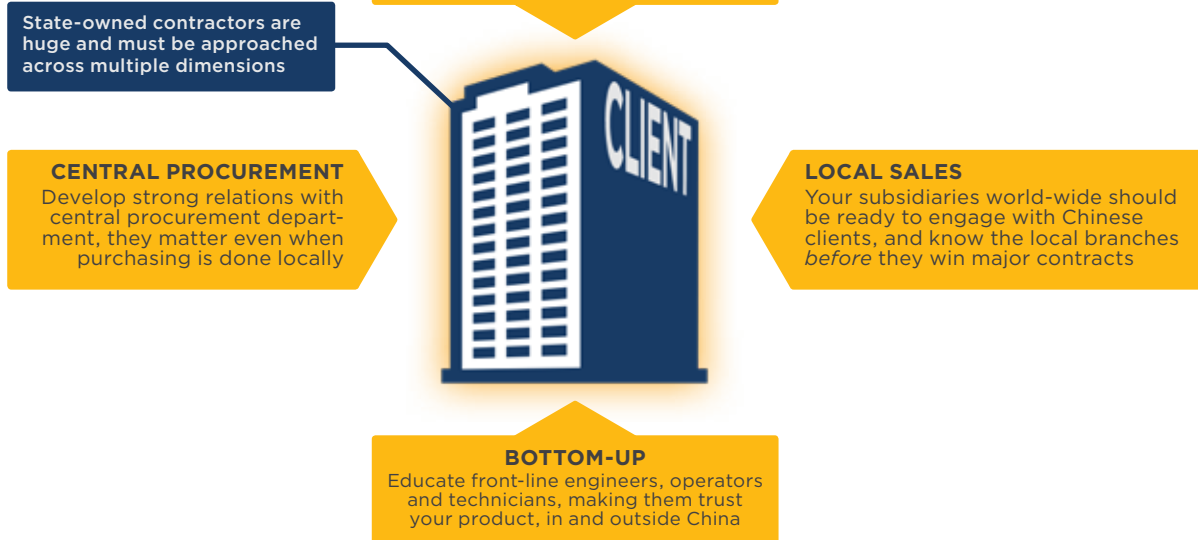 State-owned contractors are
huge and must be approached
across multiple dimensions
CLIENT
CENTRAL PROCUREMENT
Develop strong relations with
central procurement depart-
ment, they matter even when
purchasing is done locally
LOCAL SALES
Your subsidiaries world-wide should
be ready to engage with Chinese
clients, and know the local branches
before they win major contracts
BOTTOM-UP
Educate front-line engineers, operators
and technicians, making them trust
your product, in and outside China